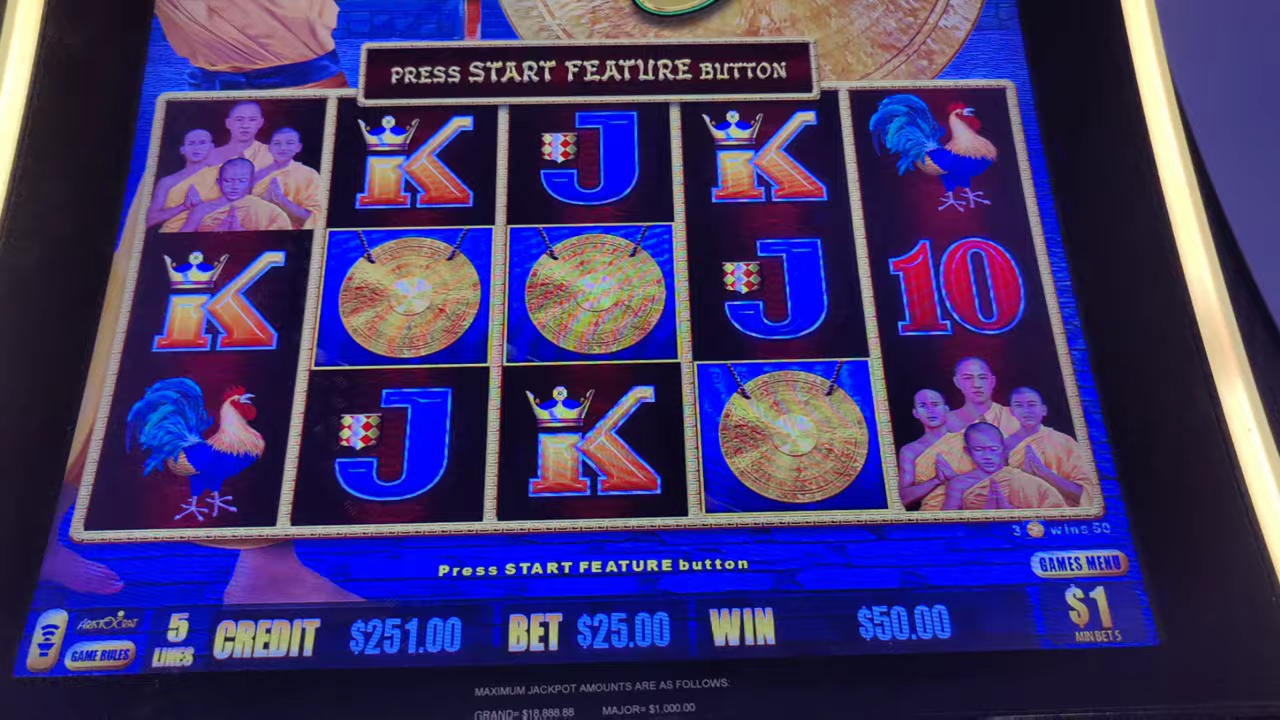 PRESS START FEATURE BUTTON
K J K
K J 10
J K
3 wins 50
Press START FEATURE button
GAMES MENU
ARISTOCRAT
GAME RULES
5 LINES
CREDIT $251.00 BET $25.00 WIN $50.00
$1
MIN BET 5
MAXIMUM JACKPOT AMOUNTS ARE AS FOLLOWS:
GRAND= $18,888.88 MAJOR= $1,000.00